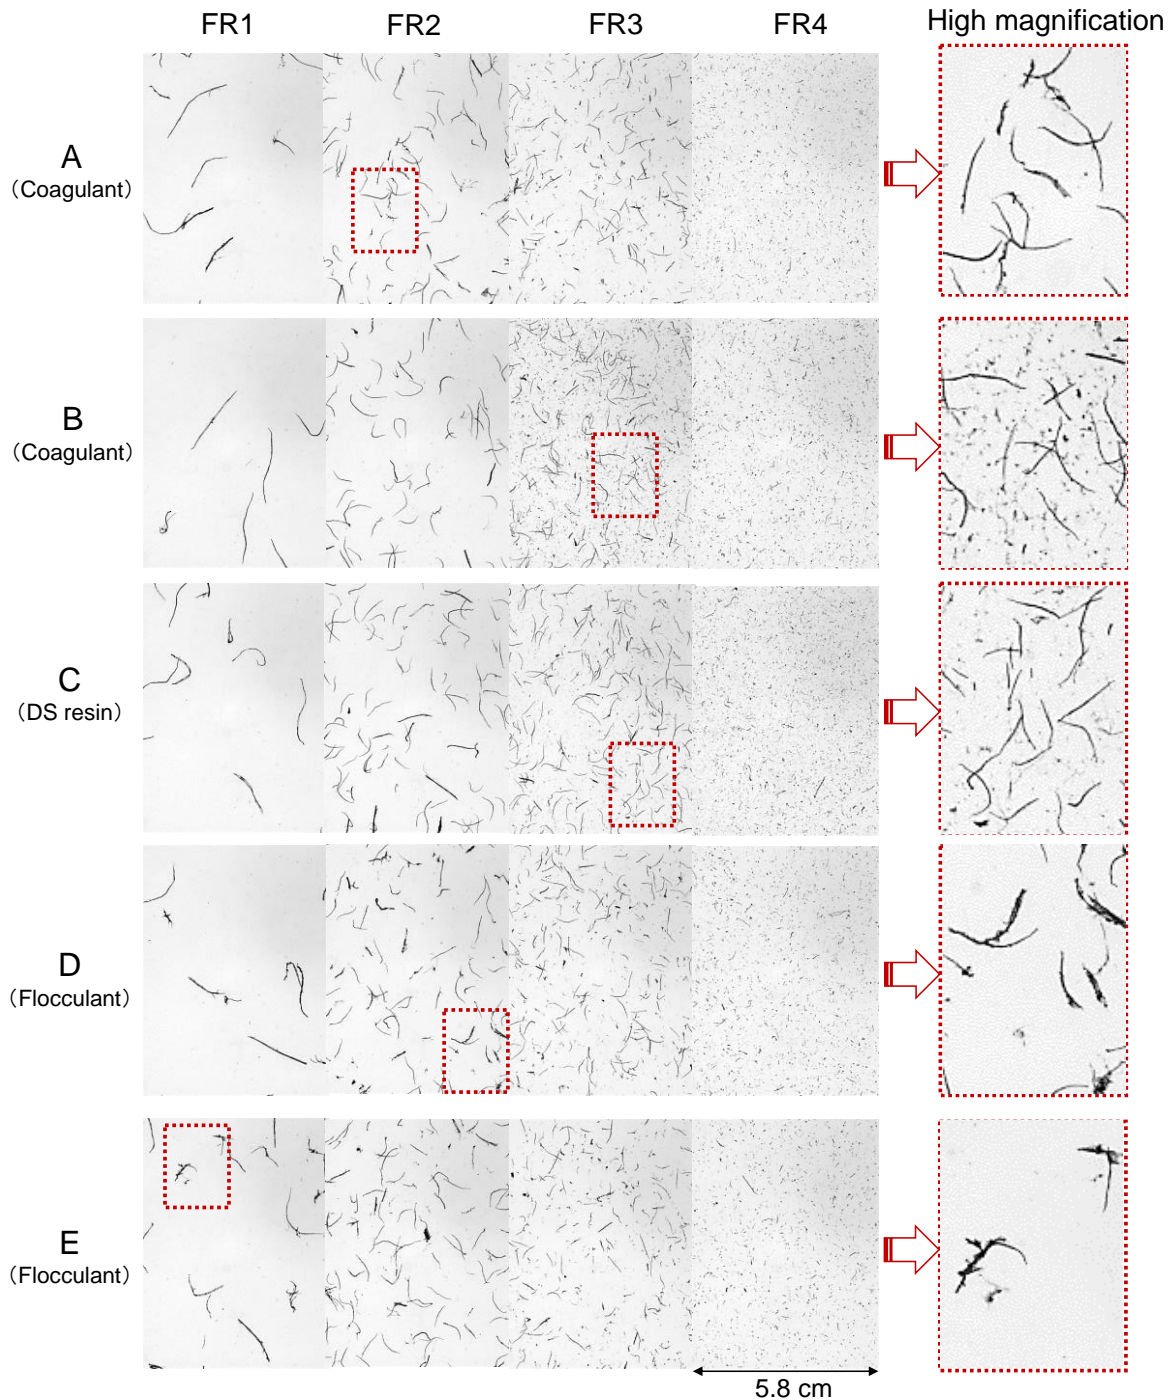 FR1 FR2 FR3 FR4 High magnification
A
(Coagulant)
B
(Coagulant)
C
(DS resin)
D
(Flocculant)
E
(Flocculant)
5.8 cm